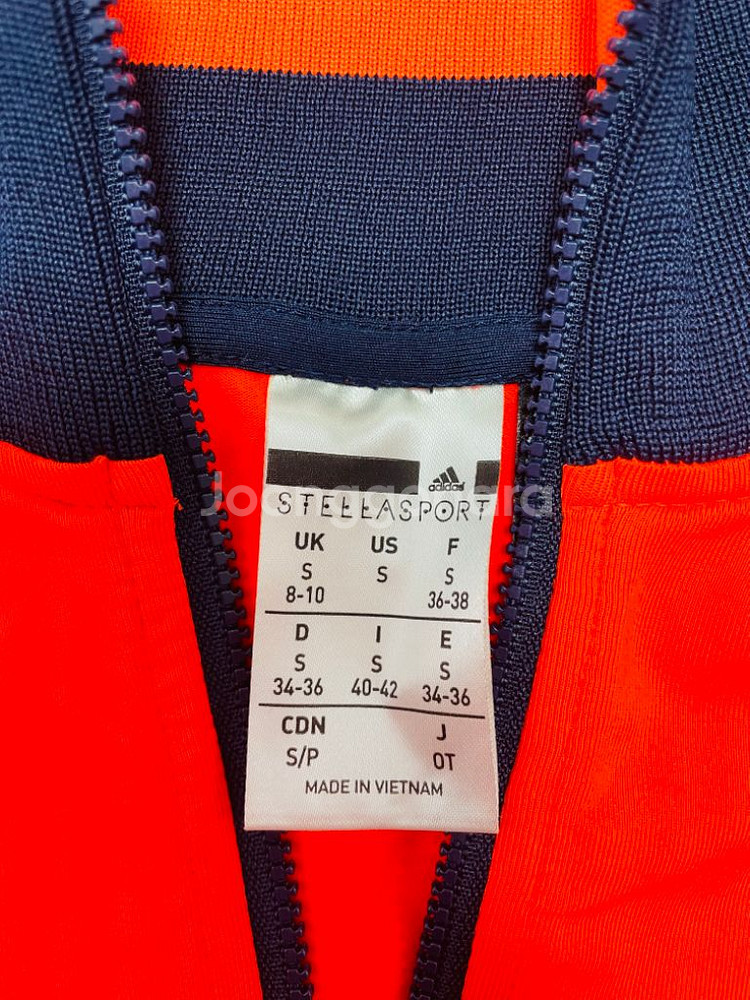 adidas
STELLASPORT
UK US F
S S S
8-10 36-38
D I E
S S S
34-36 40-42 34-36
CDN J
S/P OT
MADE IN VIETNAM
Joonggonara